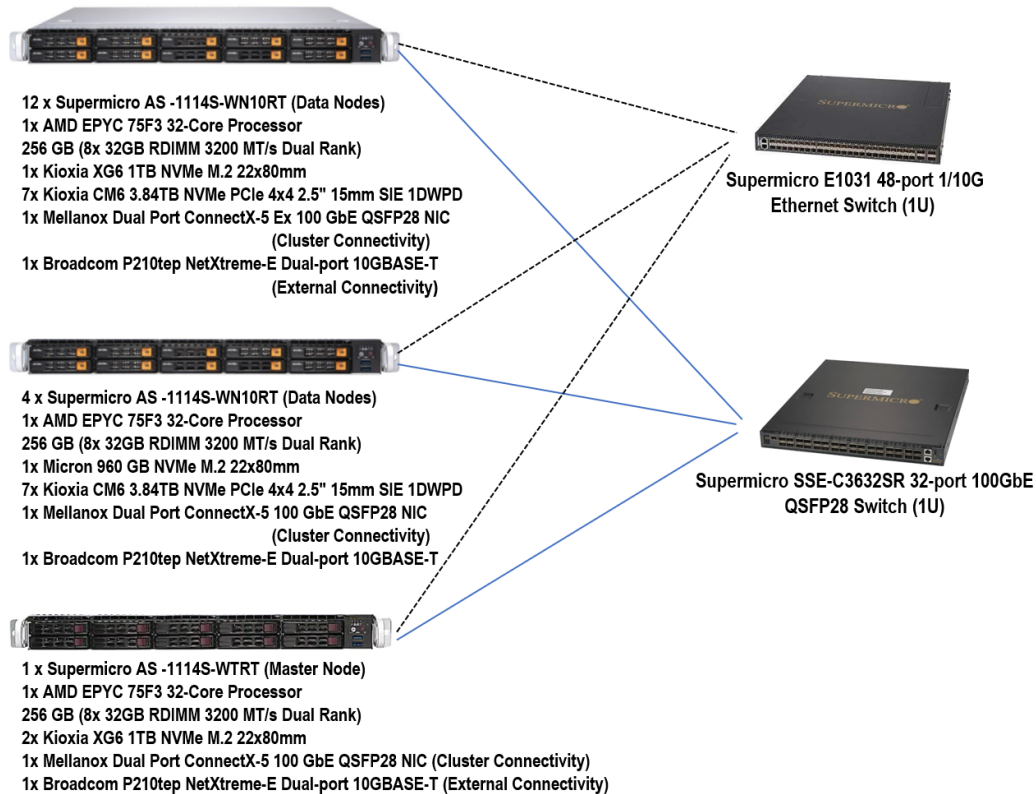 12 x Supermicro AS -1114S-WN10RT (Data Nodes)
1x AMD EPYC 75F3 32-Core Processor
256 GB (8x 32GB RDIMM 3200 MT/s Dual Rank)
1x Kioxia XG6 1TB NVMe M.2 22x80mm
7x Kioxia CM6 3.84TB NVMe PCIe 4x4 2.5" 15mm SIE 1DWPD
1x Mellanox Dual Port ConnectX-5 Ex 100 GbE QSFP28 NIC
(Cluster Connectivity)
1x Broadcom P210tep NetXtreme-E Dual-port 10GBASE-T
(External Connectivity)
SUPERMICRO
Supermicro E1031 48-port 1/10G
Ethernet Switch (1U)
4 x Supermicro AS -1114S-WN10RT (Data Nodes)
1x AMD EPYC 75F3 32-Core Processor
256 GB (8x 32GB RDIMM 3200 MT/s Dual Rank)
1x Micron 960 GB NVMe M.2 22x80mm
7x Kioxia CM6 3.84TB NVMe PCIe 4x4 2.5" 15mm SIE 1DWPD
1x Mellanox Dual Port ConnectX-5 100 GbE QSFP28 NIC
(Cluster Connectivity)
1x Broadcom P210tep NetXtreme-E Dual-port 10GBASE-T
SUPERMICRO
Supermicro SSE-C3632SR 32-port 100GbE
QSFP28 Switch (1U)
1 x Supermicro AS -1114S-WTRT (Master Node)
1x AMD EPYC 75F3 32-Core Processor
256 GB (8x 32GB RDIMM 3200 MT/s Dual Rank)
2x Kioxia XG6 1TB NVMe M.2 22x80mm
1x Mellanox Dual Port ConnectX-5 100 GbE QSFP28 NIC (Cluster Connectivity)
1x Broadcom P210tep NetXtreme-E Dual-port 10GBASE-T (External Connectivity)